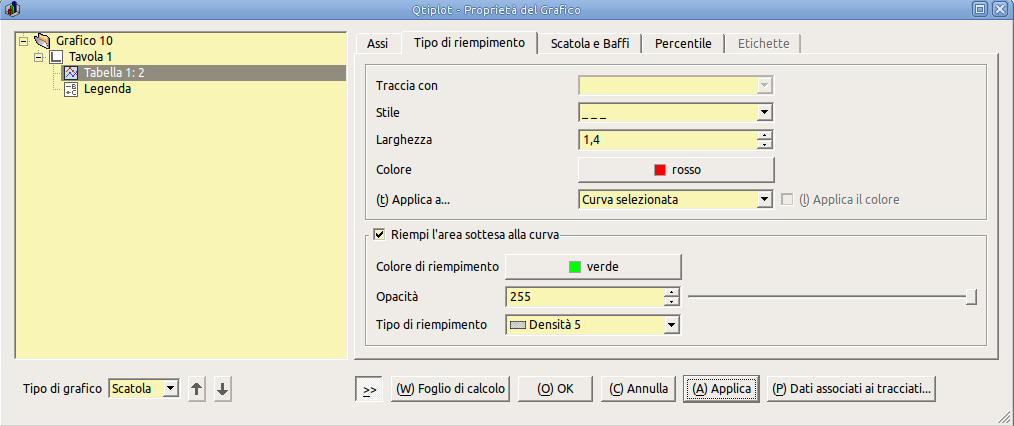 Qtiplot - Proprietà del Grafico
Grafico 10
Tavola 1
Tabella 1: 2
Legenda
Assi
Tipo di riempimento
Scatola e Baffi
Percentile
Etichette
Traccia con
Stile
_ _ _
Larghezza
1,4
Colore
rosso
(t) Applica a...
Curva selezionata
(l) Applica il colore
Riempi l'area sottesa alla curva
Colore di riempimento
verde
Opacità
255
Tipo di riempimento
Densità 5
Tipo di grafico
Scatola
>>
(W) Foglio di calcolo
(O) OK
(C) Annulla
(A) Applica
(P) Dati associati ai tracciati...